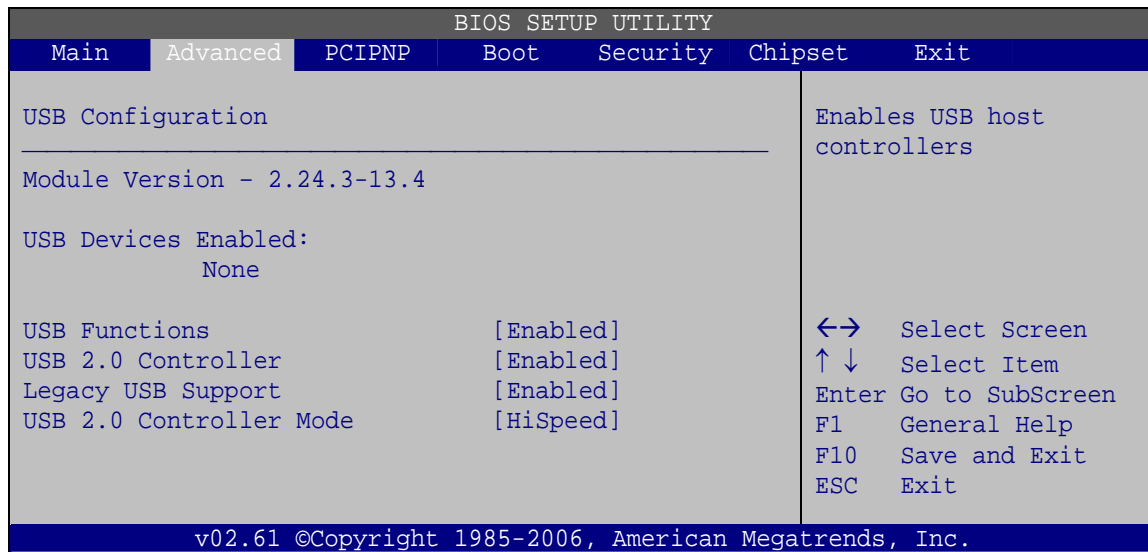 BIOS SETUP UTILITY
Main Advanced PCIPNP Boot Security Chipset Exit
USB Configuration
Module Version – 2.24.3-13.4
USB Devices Enabled:
None
USB Functions [Enabled]
USB 2.0 Controller [Enabled]
Legacy USB Support [Enabled]
USB 2.0 Controller Mode [HiSpeed]
Enables USB host
controllers
←→ Select Screen
↑ ↓ Select Item
Enter Go to SubScreen
F1 General Help
F10 Save and Exit
ESC Exit
v02.61 ©Copyright 1985-2006, American Megatrends, Inc.